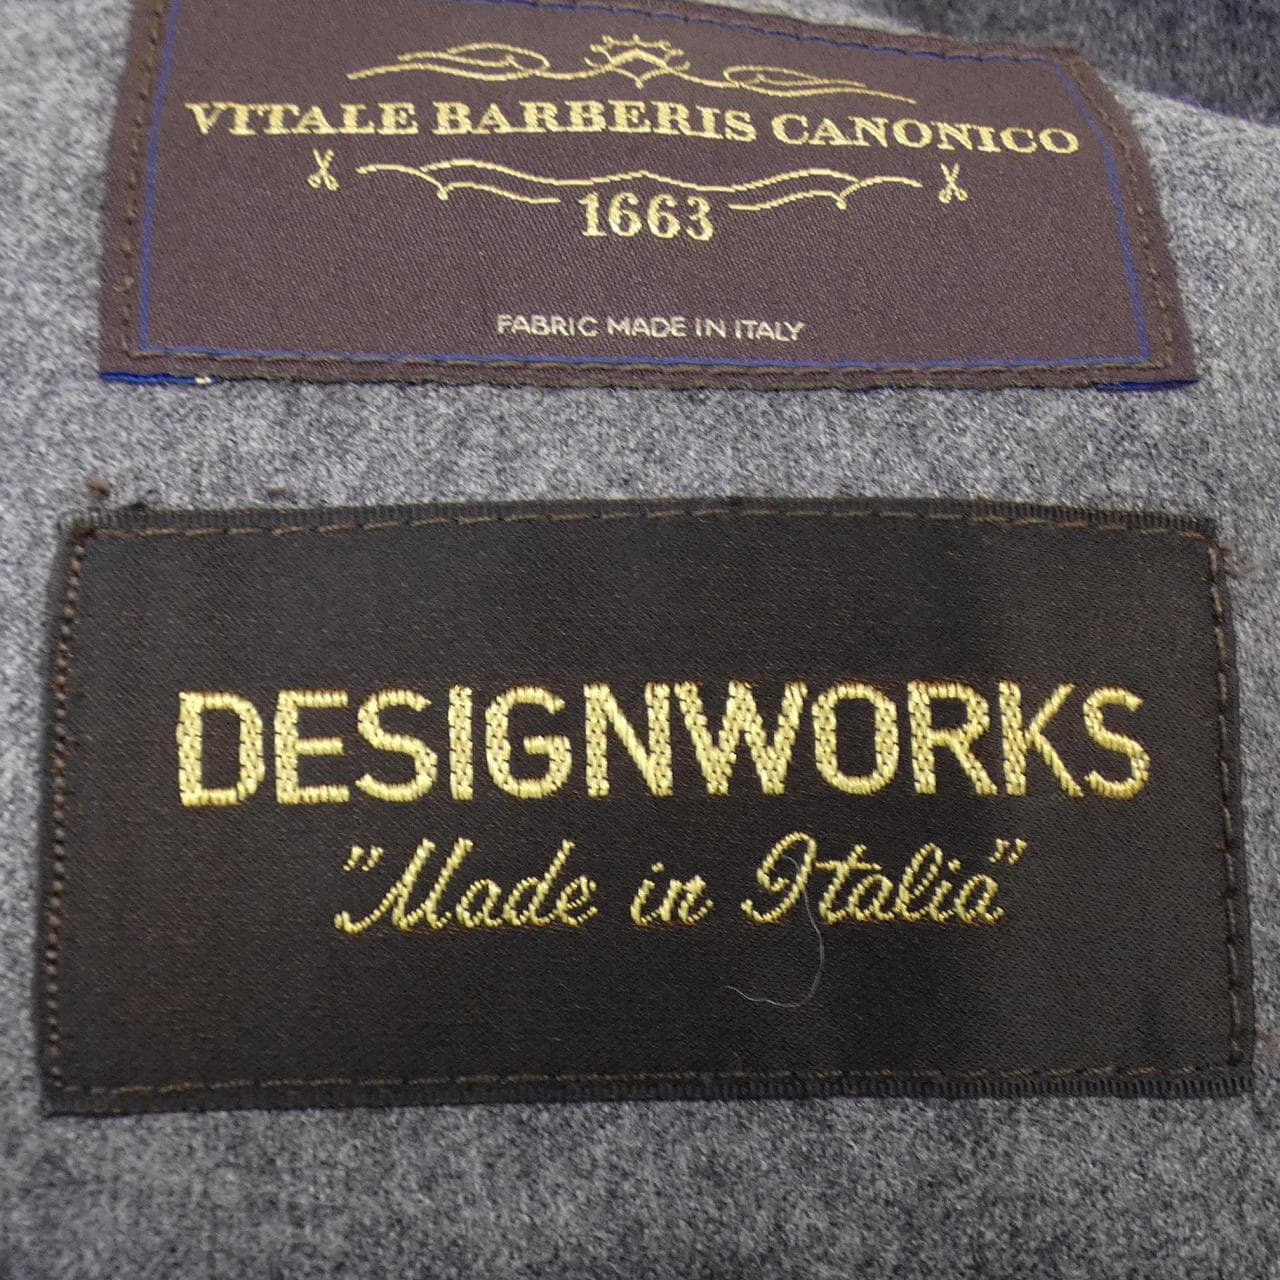 VITALE BARBERIS CANONICO
1663
FABRIC MADE IN ITALY
DESIGNWORKS
"Made in Italia"